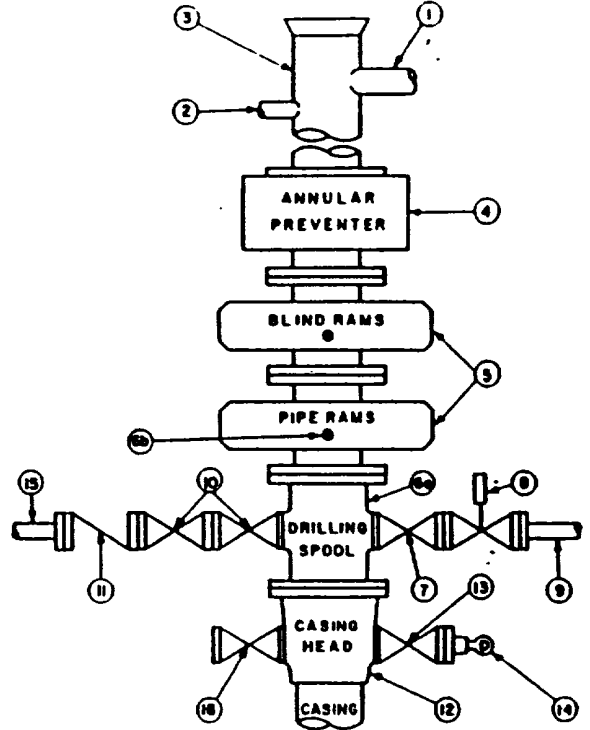 3
1
2
ANNULAR
PREVENTER
4
BLIND RAMS
5
PIPE RAMS
6b
15
10
6a
8
DRILLING
SPOOL
11
7
9
13
CASING
HEAD
16
12
14
CASING